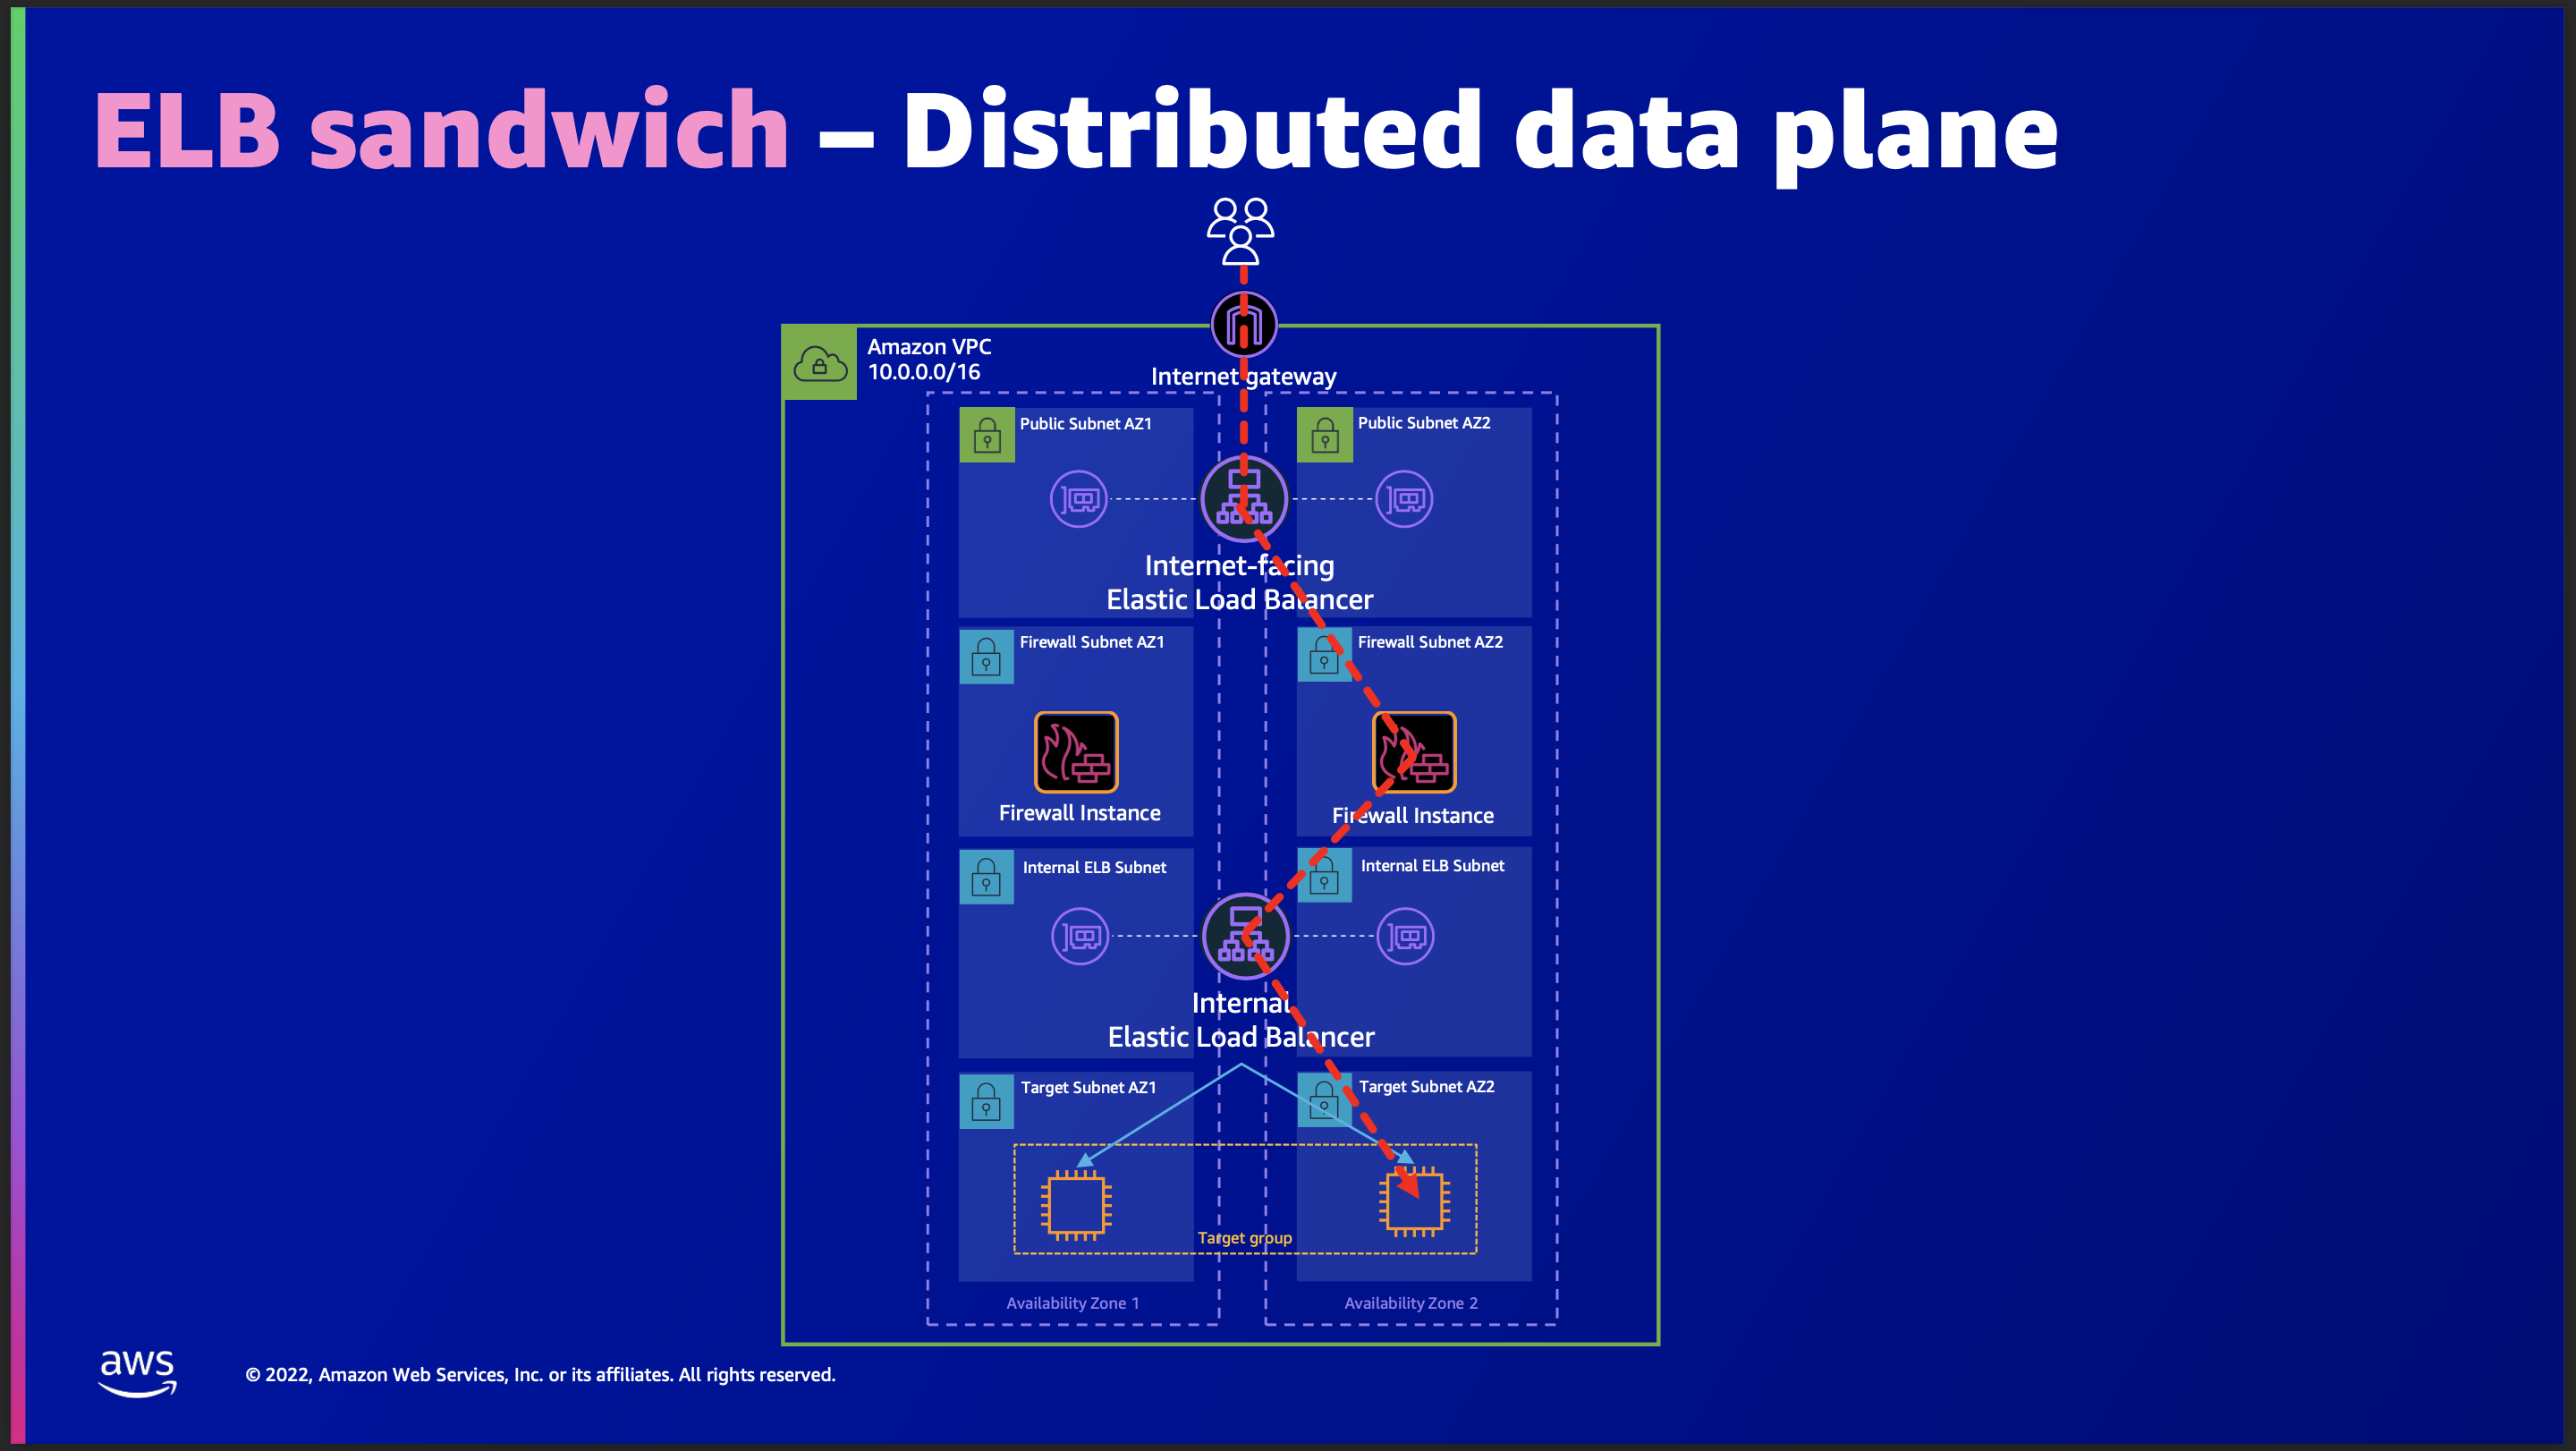 ELB sandwich – Distributed data plane
Amazon VPC
10.0.0.0/16
Internet gateway
Public Subnet AZ1
Public Subnet AZ2
Internet-facing
Elastic Load Balancer
Firewall Subnet AZ1
Firewall Subnet AZ2
Firewall Instance
Firewall Instance
Internal ELB Subnet
Internal ELB Subnet
Internal
Elastic Load Balancer
Target Subnet AZ1
Target Subnet AZ2
Target group
Availability Zone 1
Availability Zone 2
aws
© 2022, Amazon Web Services, Inc. or its affiliates. All rights reserved.